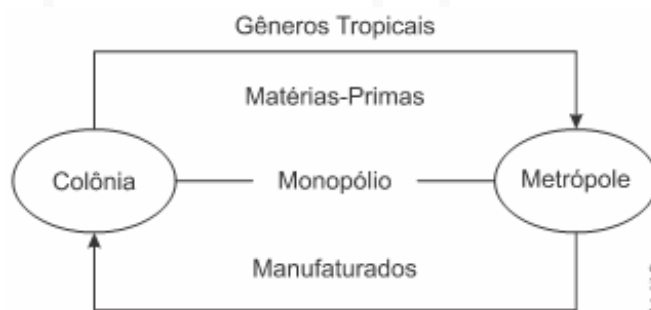 Gêneros Tropicais
Matérias-Primas
Colônia
Monopólio
Metrópole
Manufaturados